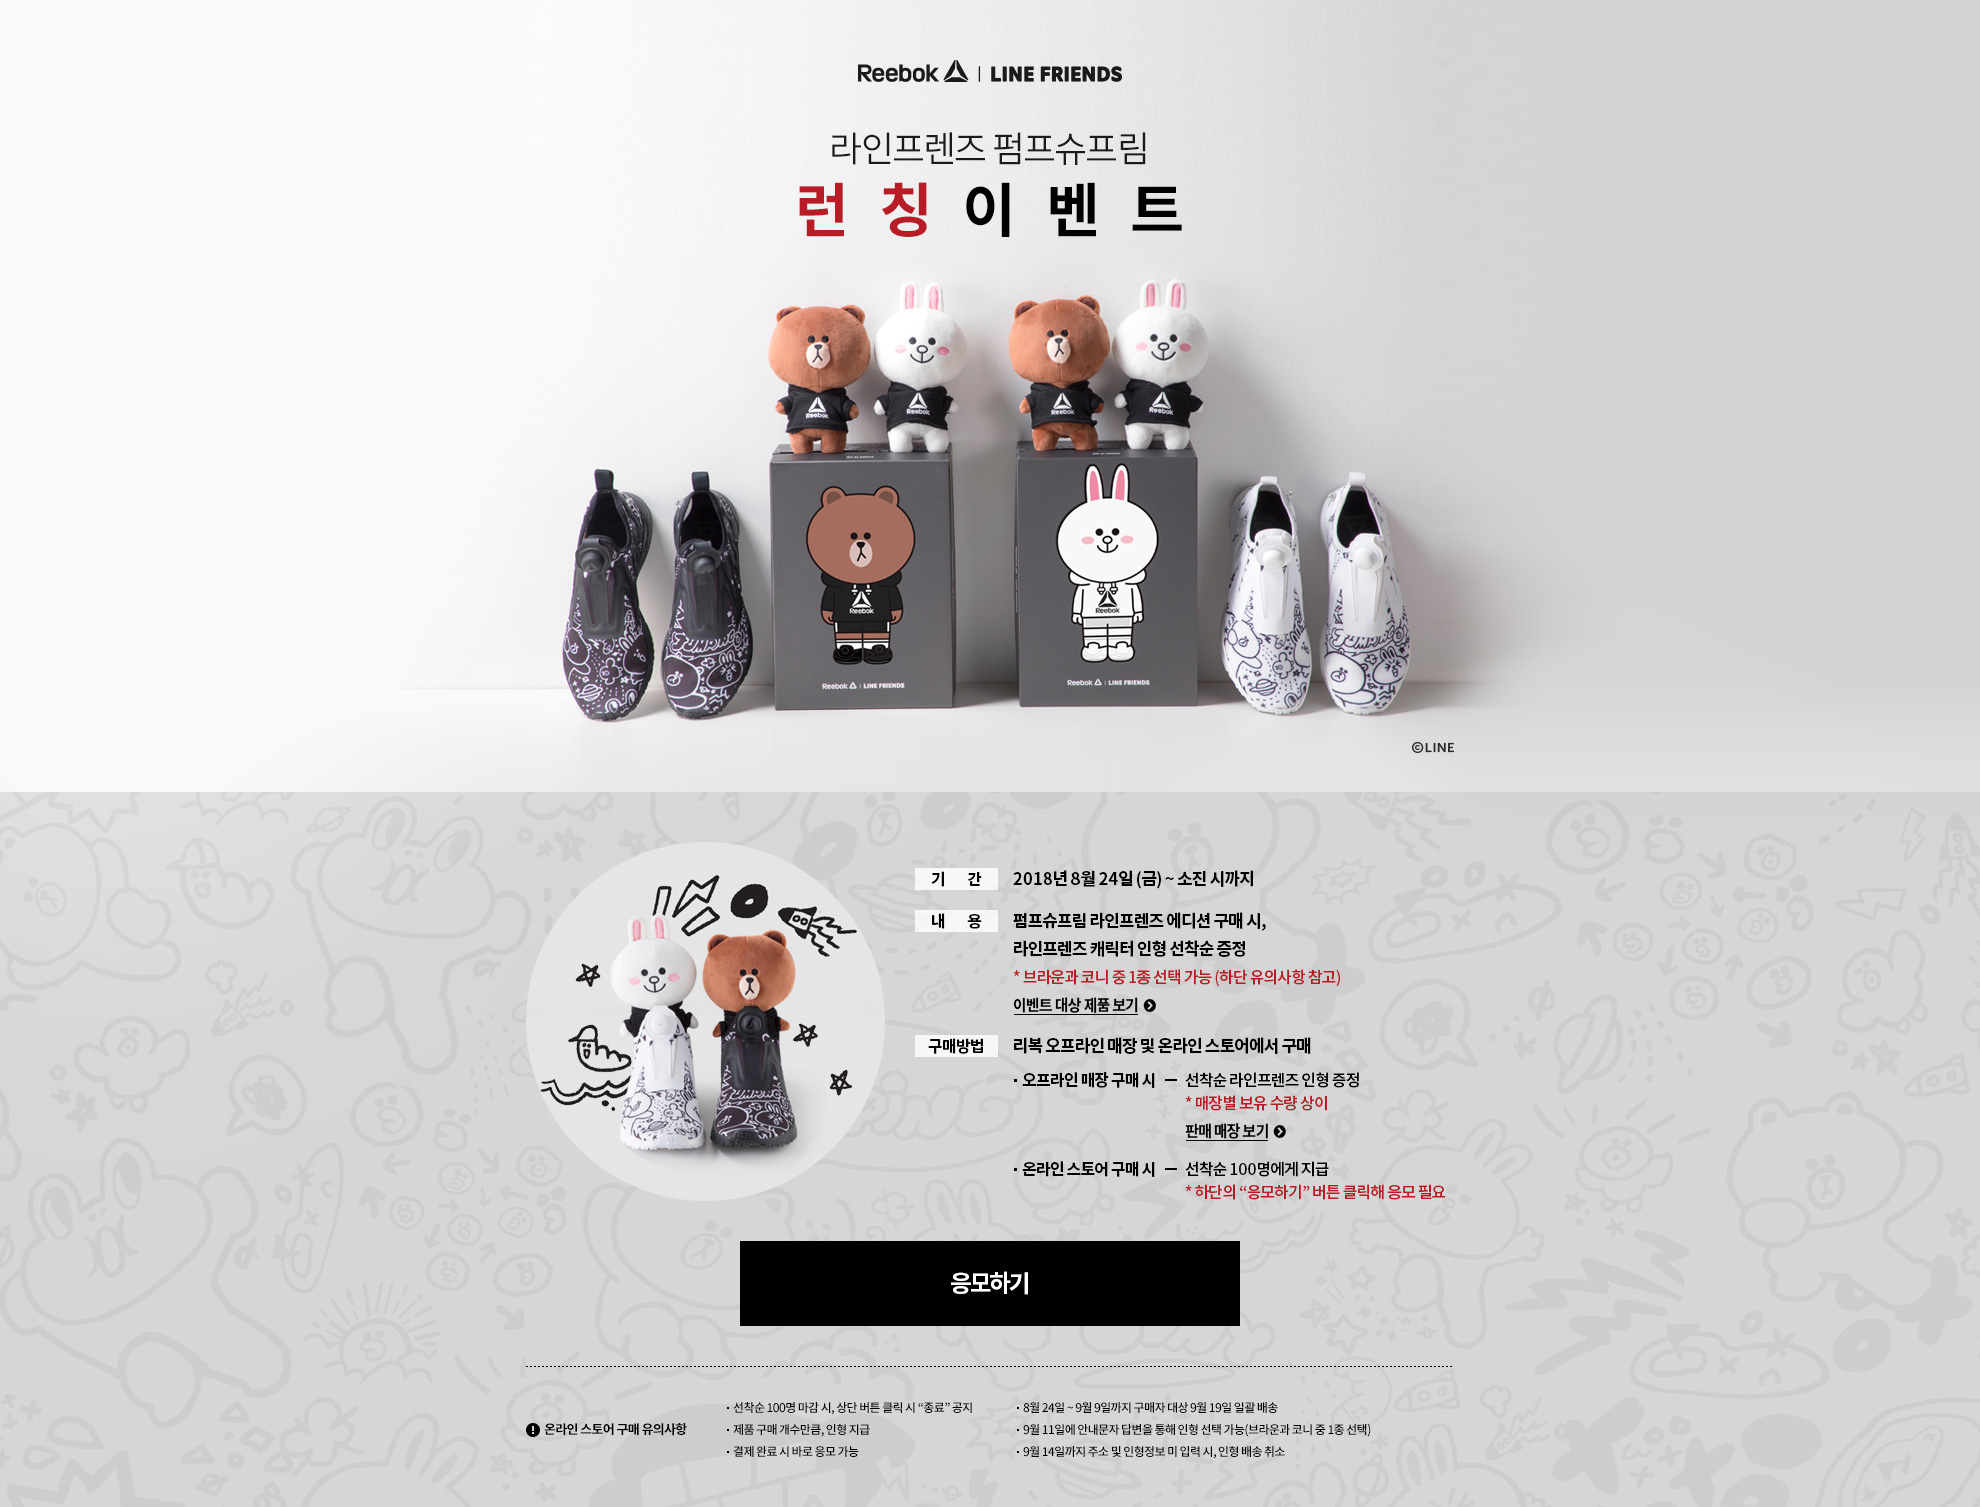 Reebok | LINE FRIENDS
라인프렌즈 펌프슈프림
런칭이벤트
Reebok
Reebok
Reebok
Reebok
Reebok
Reebok
Reebok | LINE FRIENDS
Reebok | LINE FRIENDS
©LINE
기 간 2018년 8월 24일 (금) ~ 소진 시까지
내 용 펌프슈프림 라인프렌즈 에디션 구매 시,
라인프렌즈 캐릭터 인형 선착순 증정
* 브라운과 코니 중 1종 선택 가능 (하단 유의사항 참고)
이벤트 대상 제품 보기
구매방법 리복 오프라인 매장 및 온라인 스토어에서 구매
· 오프라인 매장 구매 시 ㅡ 선착순 라인프렌즈 인형 증정
* 매장별 보유 수량 상이
판매 매장 보기
· 온라인 스토어 구매 시 ㅡ 선착순 100명에게 지급
* 하단의 “응모하기” 버튼 클릭해 응모 필요
응모하기
온라인 스토어 구매 유의사항
· 선착순 100명 마감 시, 상단 버튼 클릭 시 “종료” 공지
· 제품 구매 개수만큼, 인형 지급
· 결제 완료 시 바로 응모 가능
· 8월 24일 ~ 9월 9일까지 구매자 대상 9월 19일 일괄 배송
· 9월 11일에 안내문자 답변을 통해 인형 선택 가능(브라운과 코니 중 1종 선택)
· 9월 14일까지 주소 및 인형정보 미 입력 시, 인형 배송 취소